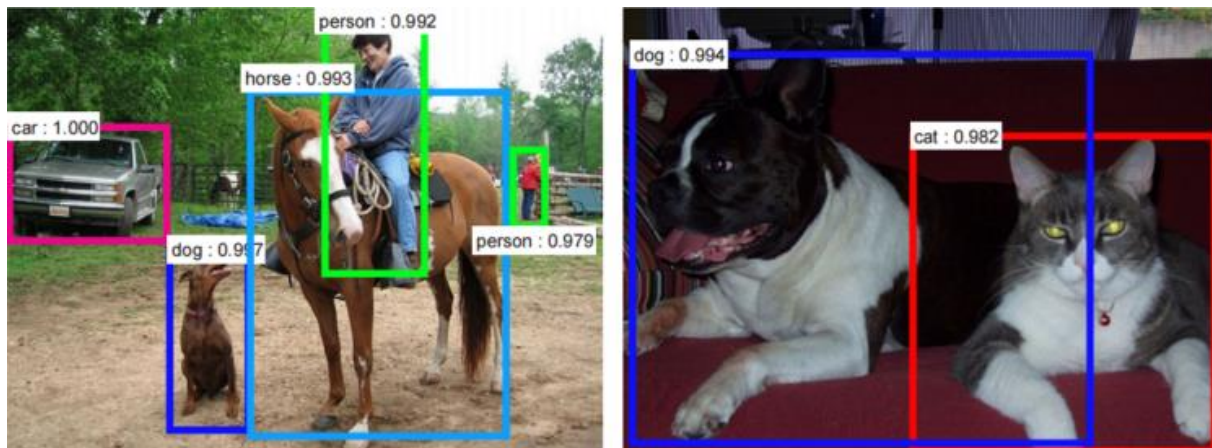 person : 0.992
horse : 0.993
car : 1.000
dog : 0.997
person : 0.979
dog : 0.994
cat : 0.982